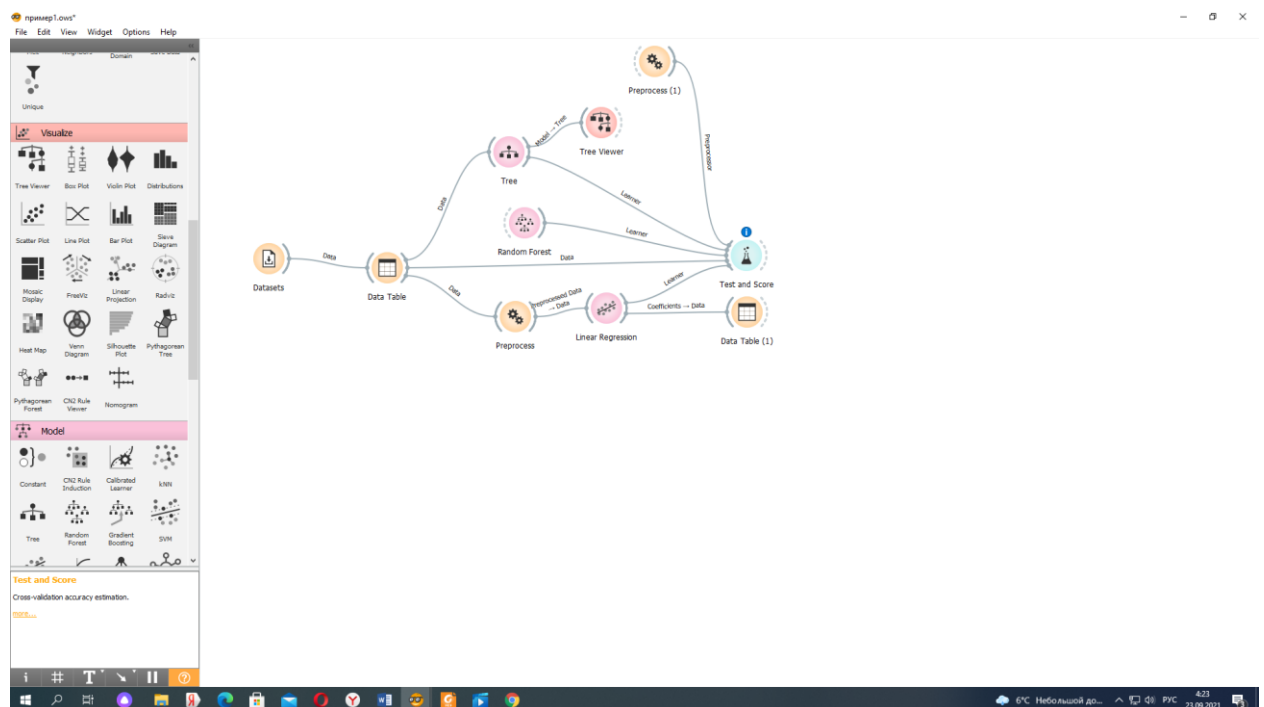 пример1.ows*
File Edit View Widget Options Help
Domain
Unique
Visualize
Tree Viewer Box Plot Violin Plot Distributions
Scatter Plot Line Plot Bar Plot Sieve Diagram
Mosaic Display FreeViz Linear Projection Radviz
Heat Map Venn Diagram Silhouette Plot Pythagorean Tree
Pythagorean Forest CN2 Rule Viewer Nomogram
Model
Constant CN2 Rule Induction Calibrated Learner kNN
Tree Random Forest Gradient Boosting SVM
Test and Score
Cross-validation accuracy estimation.
more...
Preprocess (1)
Preprocessor
Model → Tree
Tree Viewer
Tree
Data
Learner
Random Forest
Learner
Data
Datasets
Data
Data Table
Data
Preprocess
Preprocessed Data → Data
Linear Regression
Learner
Coefficients → Data
Test and Score
Data Table (1)
6°C Небольшой до... РУС 4:23
23.09.2021